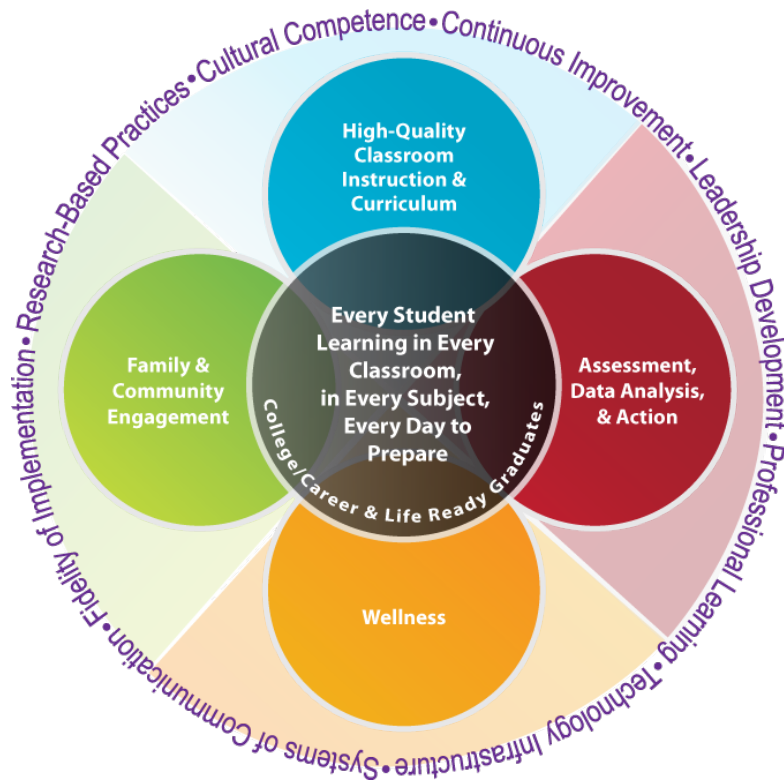 Cultural Competence•Continuous Improvement•Leadership Development•Professional Learning•Technology Infrastructure•Systems of Communication•Fidelity of Implementation•Research-Based Practices•
High-Quality
Classroom
Instruction &
Curriculum
Family &
Community
Engagement
Every Student
Learning in Every
Classroom,
in Every Subject,
Every Day to
Prepare
College/Career & Life Ready Graduates
Assessment,
Data Analysis,
& Action
Wellness